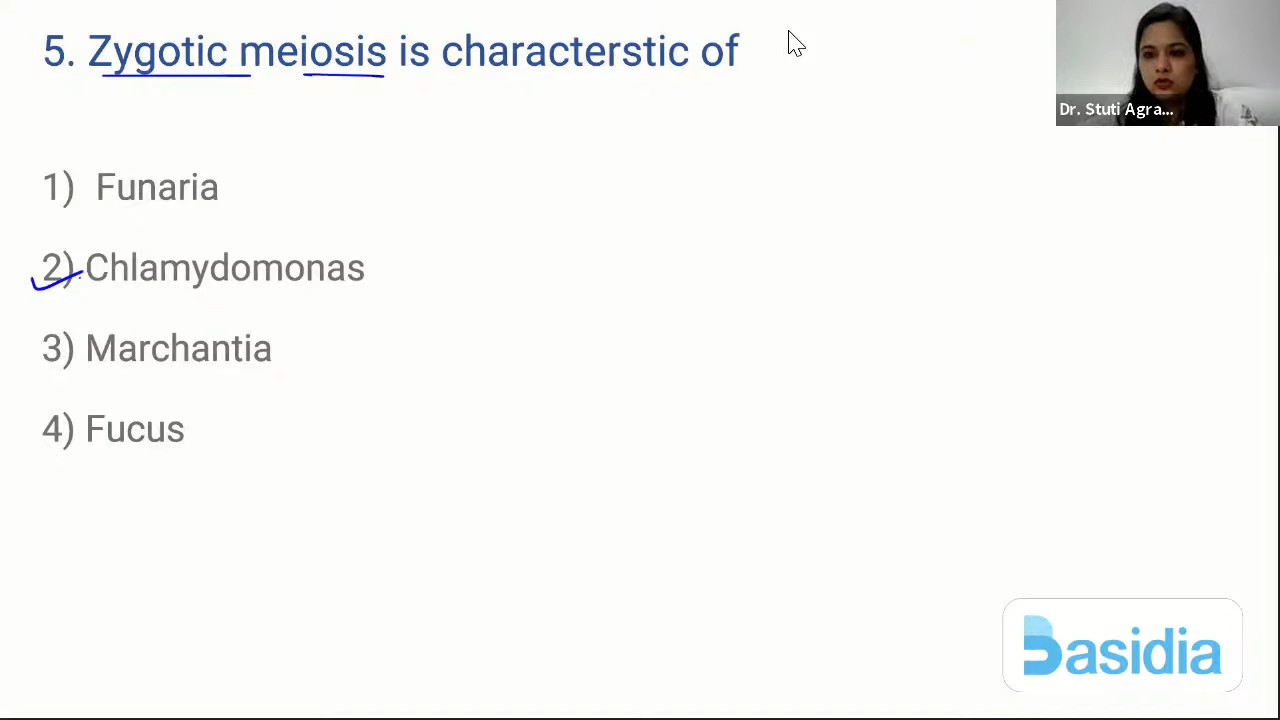 5. Zygotic meiosis is characterstic of
Dr. Stuti Agra...
1) Funaria
2) Chlamydomonas
3) Marchantia
4) Fucus
Basidia